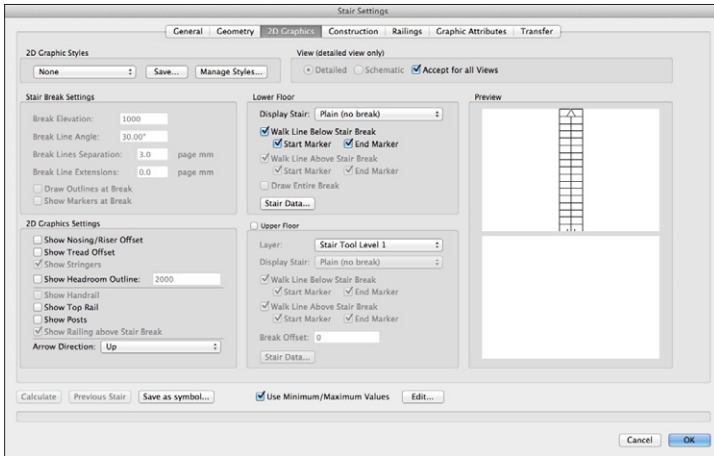 Stair Settings
General Geometry 2D Graphics Construction Railings Graphic Attributes Transfer
2D Graphic Styles
None Save... Manage Styles...
View (detailed view only)
Detailed Schematic Accept for all Views
Stair Break Settings
Break Elevation: 1000
Break Line Angle: 30.00°
Break Lines Separation: 3.0 page mm
Break Line Extensions: 0.0 page mm
Draw Outlines at Break
Show Markers at Break
2D Graphics Settings
Show Nosing/Riser Offset
Show Tread Offset
Show Stringers
Show Headroom Outline: 2000
Show Handrail
Show Top Rail
Show Posts
Show Railing above Stair Break
Arrow Direction: Up
Lower Floor
Display Stair: Plain (no break)
Walk Line Below Stair Break
Start Marker End Marker
Walk Line Above Stair Break
Start Marker End Marker
Draw Entire Break
Stair Data...
Upper Floor
Layer: Stair Tool Level 1
Display Stair: Plain (no break)
Walk Line Below Stair Break
Start Marker End Marker
Walk Line Above Stair Break
Start Marker End Marker
Break Offset: 0
Stair Data...
Preview
Calculate Previous Stair Save as symbol... Use Minimum/Maximum Values Edit...
Cancel OK